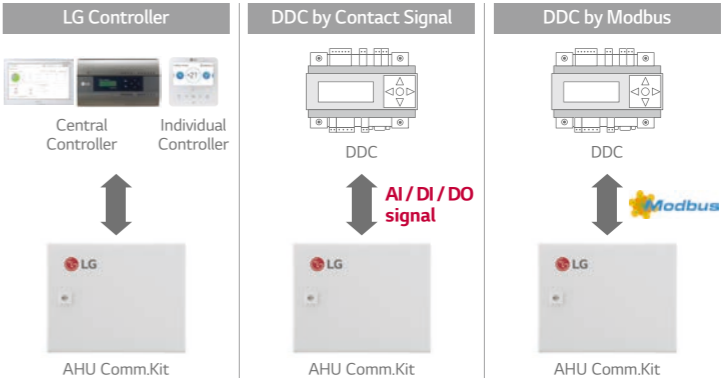 LG Controller
Central
Controller
Individual
Controller
LG
AHU Comm.Kit
DDC by Contact Signal
DDC
AI / DI / DO
signal
LG
AHU Comm.Kit
DDC by Modbus
DDC
Modbus
LG
AHU Comm.Kit